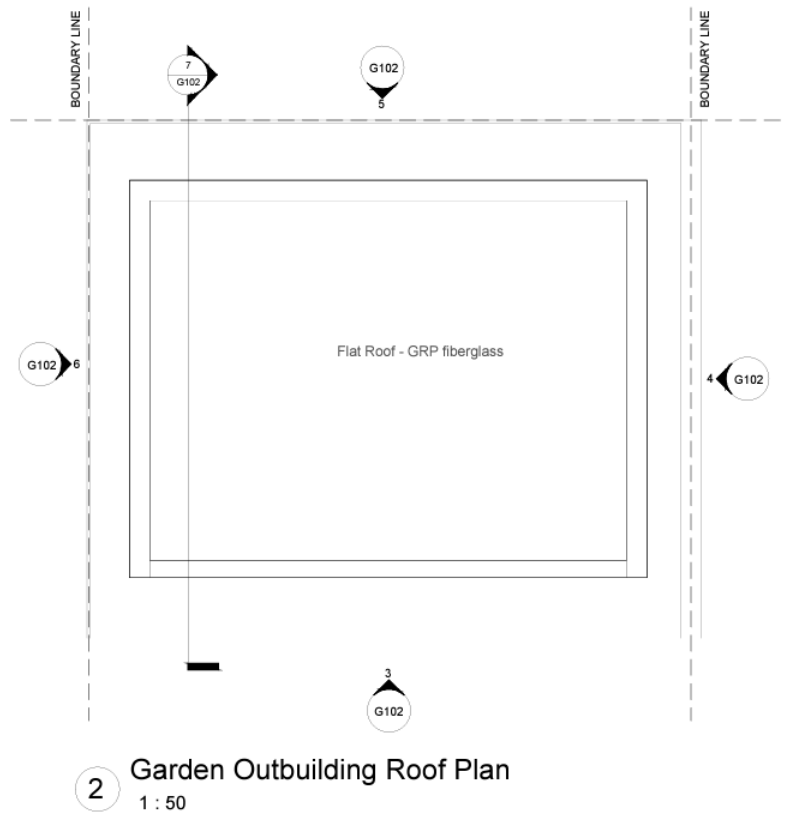 BOUNDARY LINE
7
G102
G102
5
BOUNDARY LINE
Flat Roof - GRP fiberglass
G102
6
4
G102
3
G102
2
Garden Outbuilding Roof Plan
1 : 50